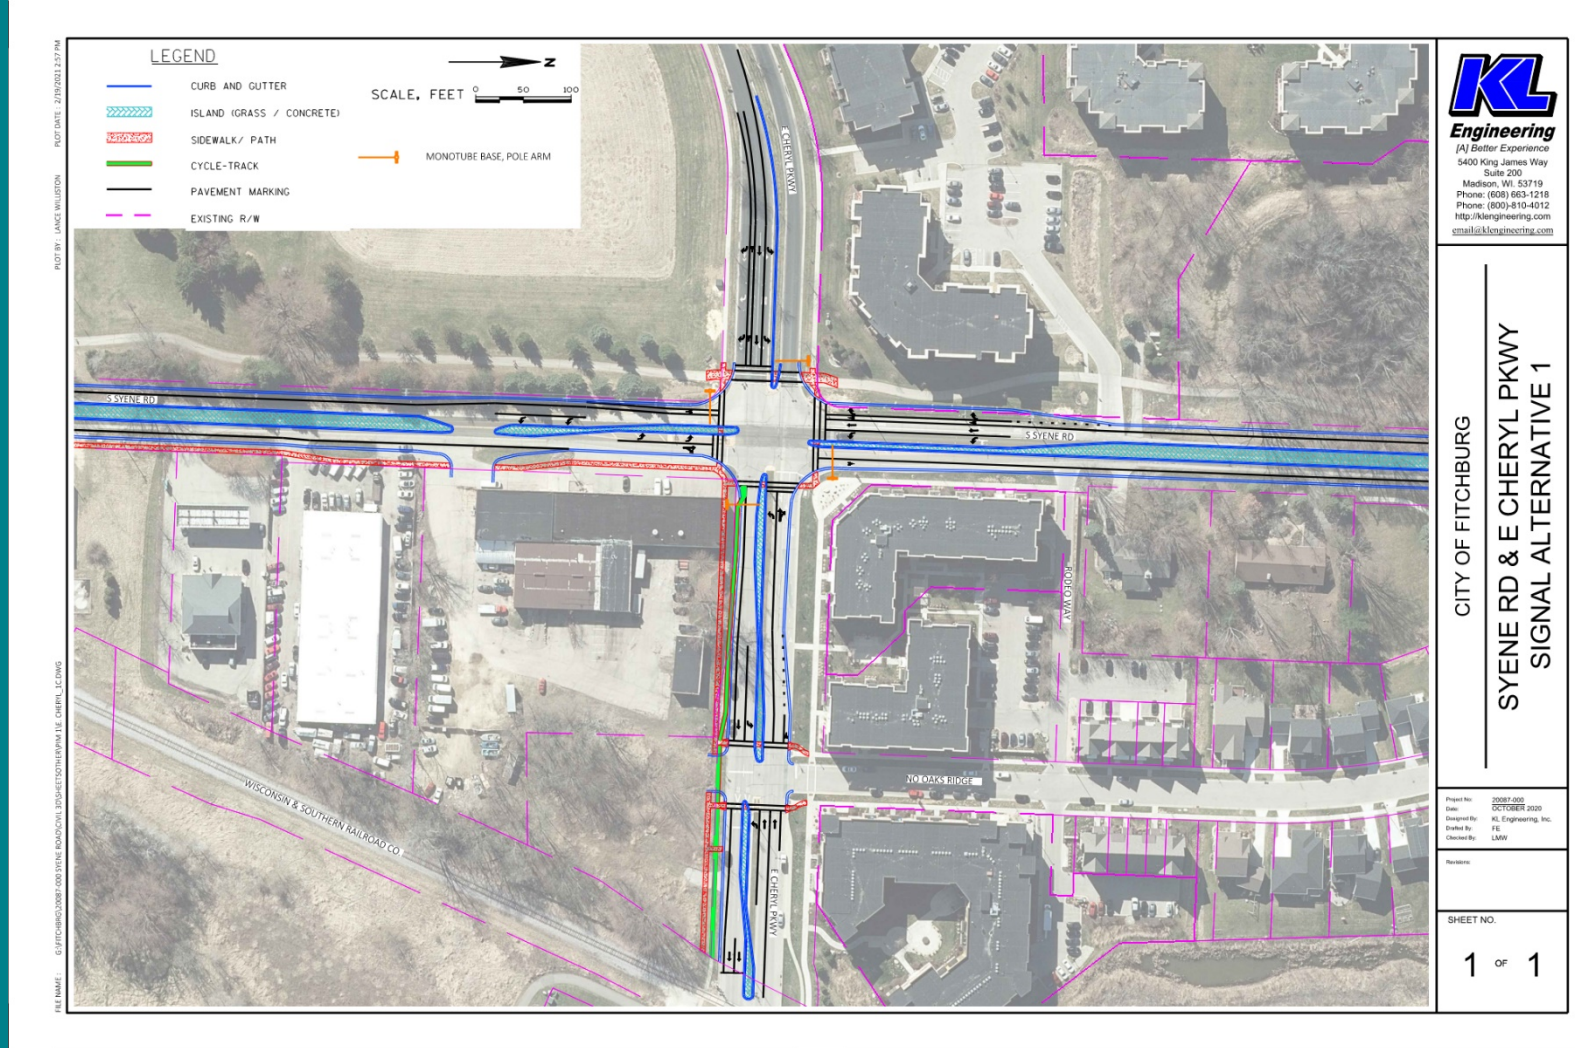 LEGEND
CURB AND GUTTER
ISLAND (GRASS / CONCRETE)
SIDEWALK/ PATH
CYCLE-TRACK
PAVEMENT MARKING
EXISTING R/W
N
SCALE, FEET
0 50 100
MONOTUBE BASE, POLE ARM
E CHERYL PKWY
S SYENE RD
S SYENE RD
RODEO WAY
NO OAKS RIDGE
WISCONSIN & SOUTHERN RAILROAD CO.
E CHERYL PKWY
PLOT DATE : 2/19/2021 2:57 PM
PLOT BY : LANCE WILLISTON
FILE NAME :
KL
Engineering
[A] Better Experience
5400 King James Way
Suite 200
Madison, WI. 53719
Phone: (608) 663-1218
Phone: (800)-810-4012
http://klengineering.com
email@klengineering.com
CITY OF FITCHBURG
SYENE RD & E CHERYL PKWY
SIGNAL ALTERNATIVE 1
Project No: 20087-000
Date: OCTOBER 2020
Designed By: KL Engineering, Inc.
Drafted By: FE
Checked By: LMW
Revisions:
SHEET NO.
1 OF 1